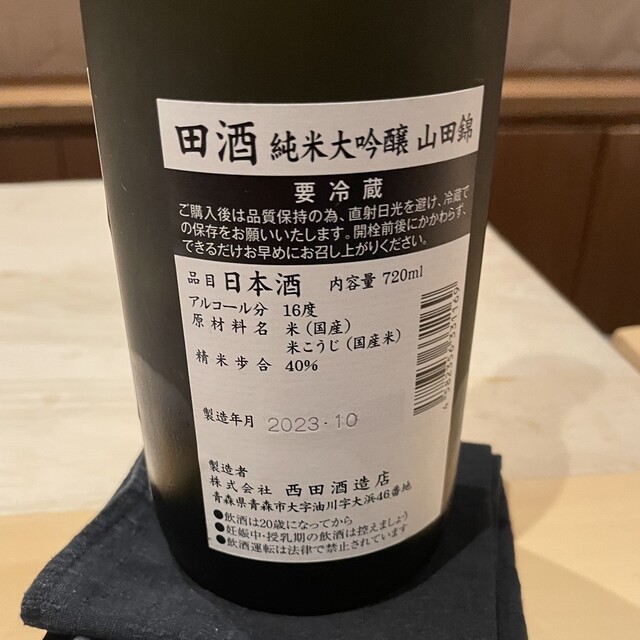 田酒 純米大吟醸 山田錦
要冷蔵
ご購入後は品質保持の為、直射日光を避け、冷蔵で
の保存をお願いいたします。開栓前後にかかわらず、
できるだけお早めにお召し上がりください。
品目 日本酒 内容量 720ml
アルコール分 16度
原材料名 米(国産)
米こうじ(国産米)
精米歩合 40%
製造年月 2023·10
製造者
株式会社 西田酒造店
青森県青森市大字油川字大浜46番地
●飲酒は20歳になってから
●妊娠中・授乳期の飲酒は控えましょう
●飲酒運転は法律で禁止されています